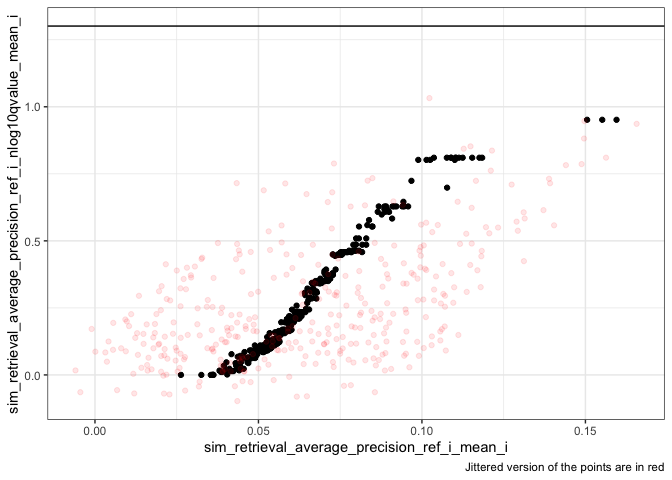 sim_retrieval_average_precision_ref_i_nlog10qvalue_mean_i
1.0
0.5
0.0
0.00
0.05
0.10
0.15
sim_retrieval_average_precision_ref_i_mean_i
Jittered version of the points are in red